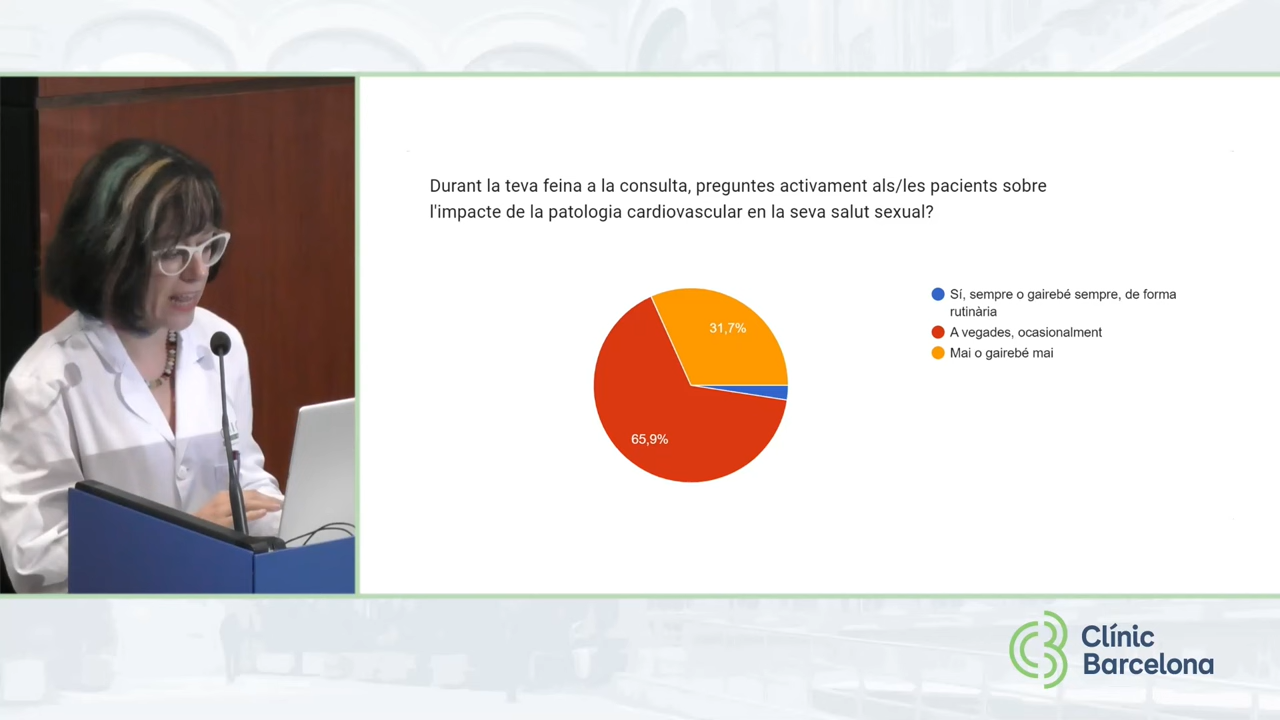 Durant la teva feina a la consulta, preguntes activament als/les pacients sobre
l'impacte de la patologia cardiovascular en la seva salut sexual?
31,7%
65,9%
Sí, sempre o gairebé sempre, de forma
rutinària
A vegades, ocasionalment
Mai o gairebé mai
Clínic
Barcelona